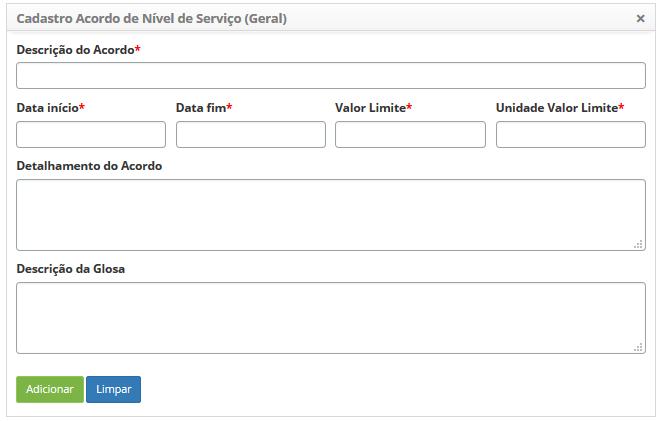 Cadastro Acordo de Nível de Serviço (Geral) ×
Descrição do Acordo*
Data início* Data fim* Valor Limite* Unidade Valor Limite*
Detalhamento do Acordo
Descrição da Glosa
Adicionar Limpar